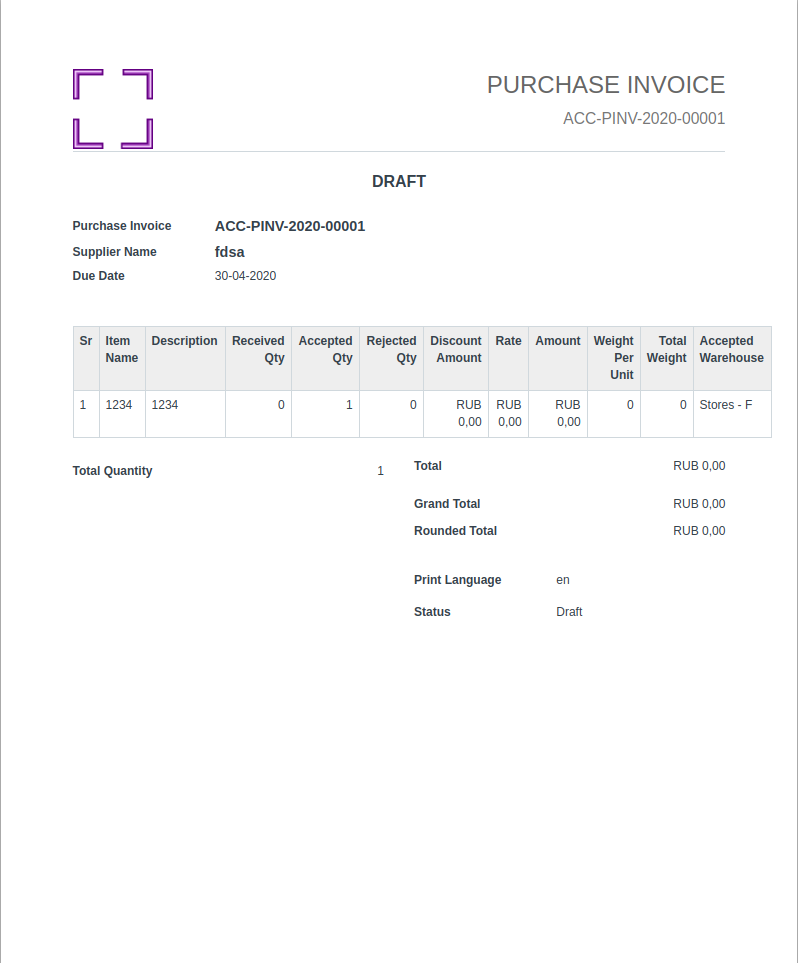 PURCHASE INVOICE
ACC-PINV-2020-00001
DRAFT
Purchase Invoice ACC-PINV-2020-00001
Supplier Name fdsa
Due Date 30-04-2020
Sr Item Description Received Accepted Rejected Discount Rate Amount Weight Total Accepted
Name Qty Qty Qty Amount Per Weight Warehouse
Unit
1 1234 1234 0 1 0 RUB RUB RUB 0 0 Stores - F
0,00 0,00 0,00
Total Quantity 1 Total RUB 0,00
Grand Total RUB 0,00
Rounded Total RUB 0,00
Print Language en
Status Draft